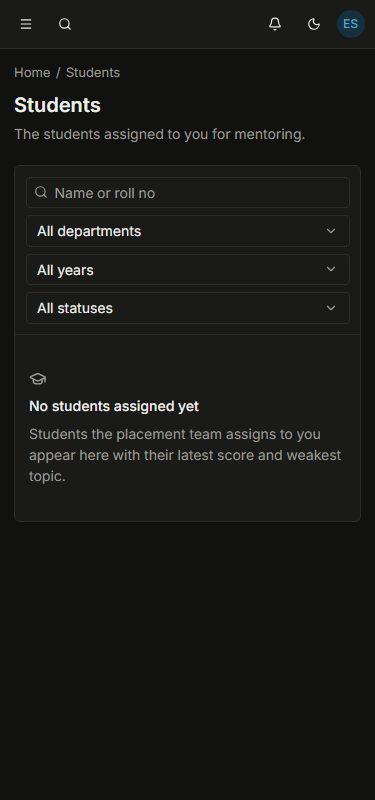 ES
Home / Students
Students
The students assigned to you for mentoring.
Name or roll no
All departments
All years
All statuses
No students assigned yet
Students the placement team assigns to you
appear here with their latest score and weakest
topic.